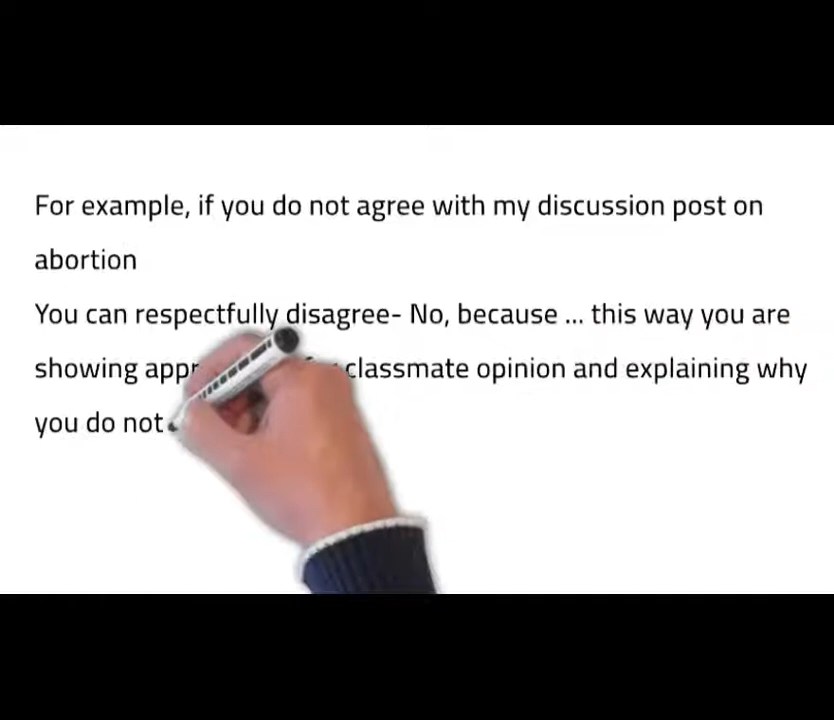 For example, if you do not agree with my discussion post on
abortion
You can respectfully disagree- No, because ... this way you are
showing classmate opinion and explaining why
you do not